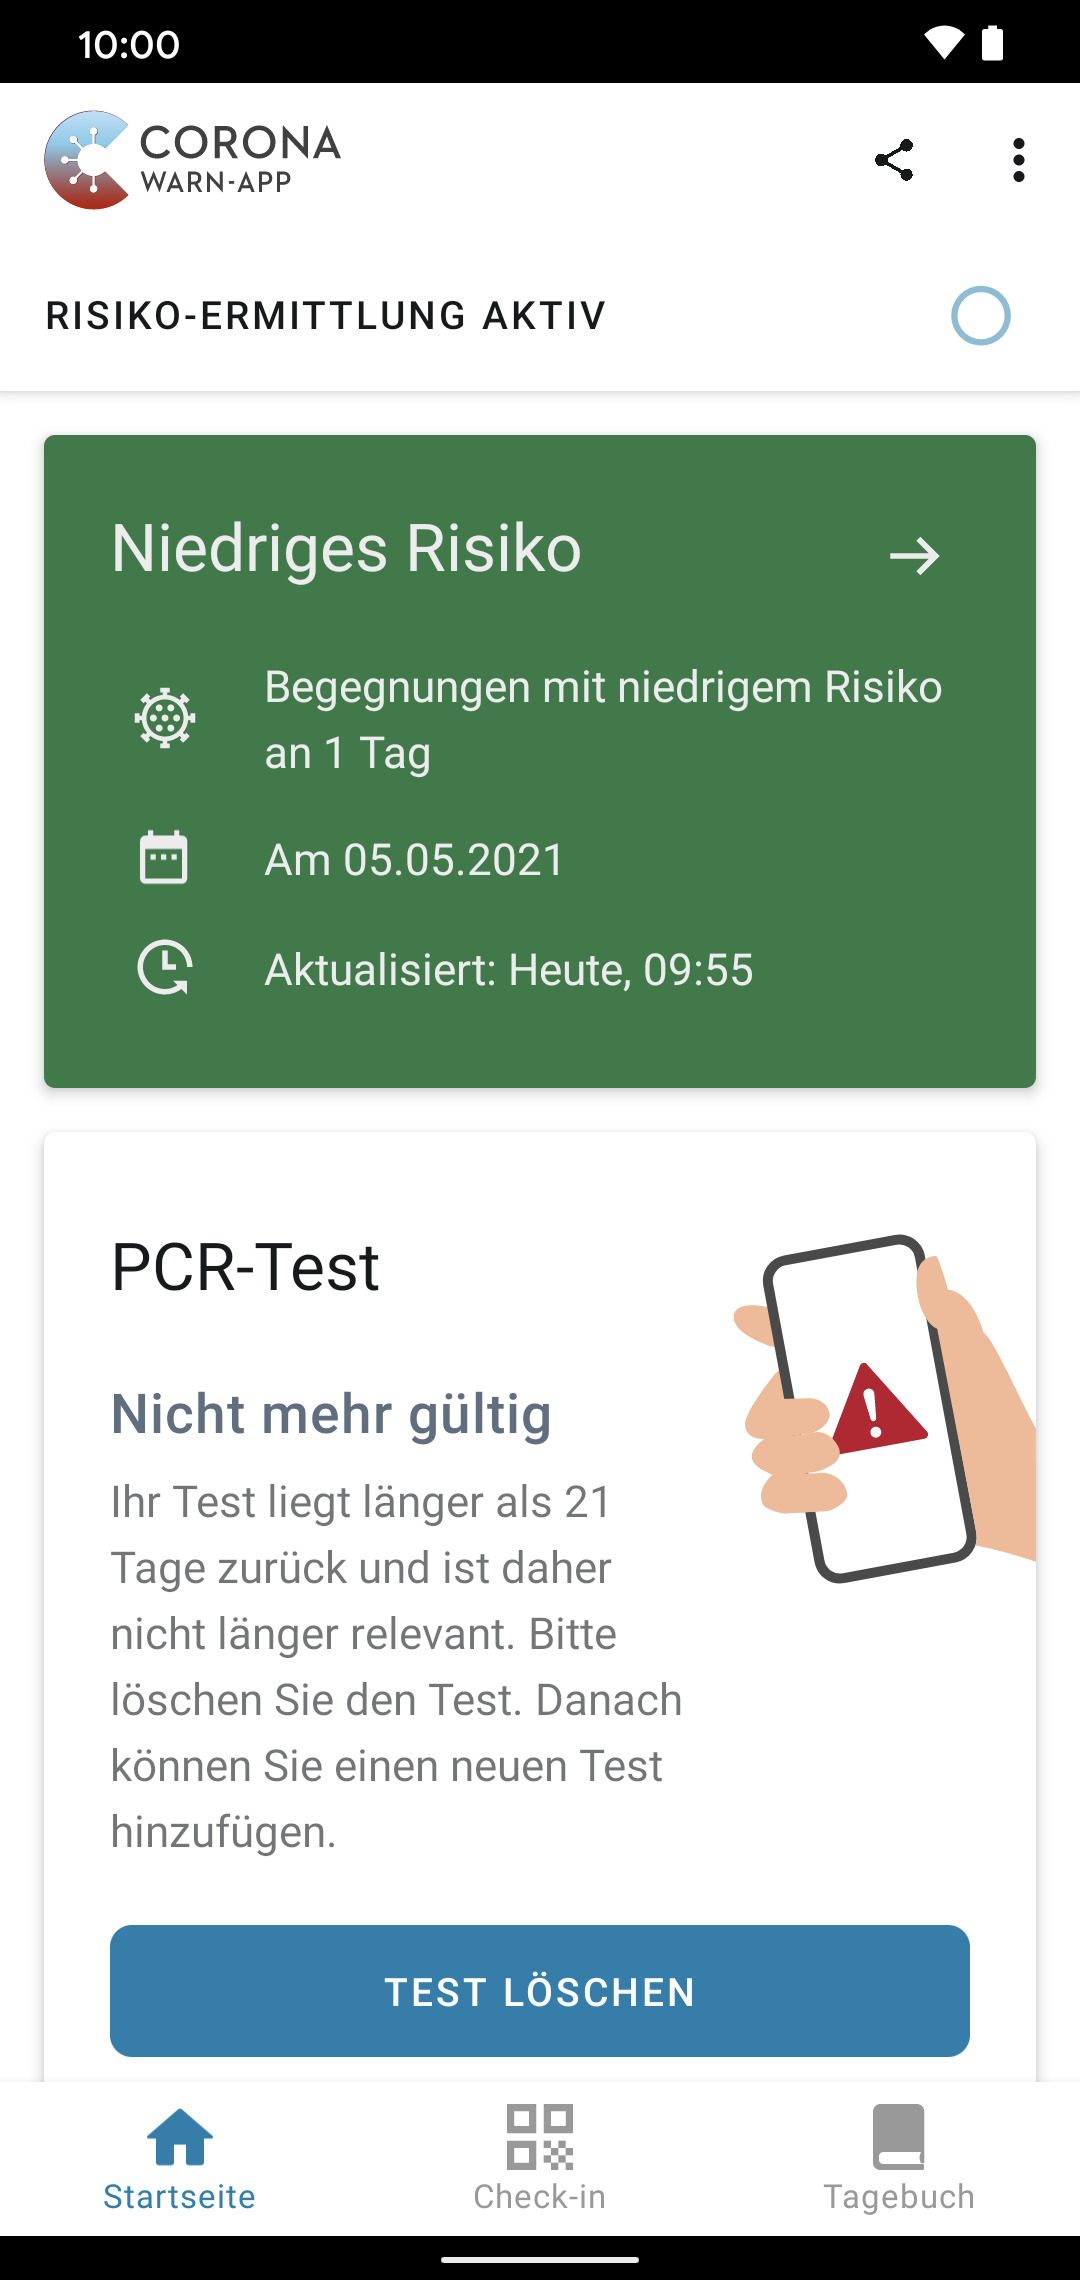 10:00
CORONA
WARN-APP
RISIKO-ERMITTLUNG AKTIV
Niedriges Risiko
Begegnungen mit niedrigem Risiko
an 1 Tag
Am 05.05.2021
Aktualisiert: Heute, 09:55
PCR-Test
Nicht mehr gültig
Ihr Test liegt länger als 21
Tage zurück und ist daher
nicht länger relevant. Bitte
löschen Sie den Test. Danach
können Sie einen neuen Test
hinzufügen.
TEST LÖSCHEN
Startseite
Check-in
Tagebuch